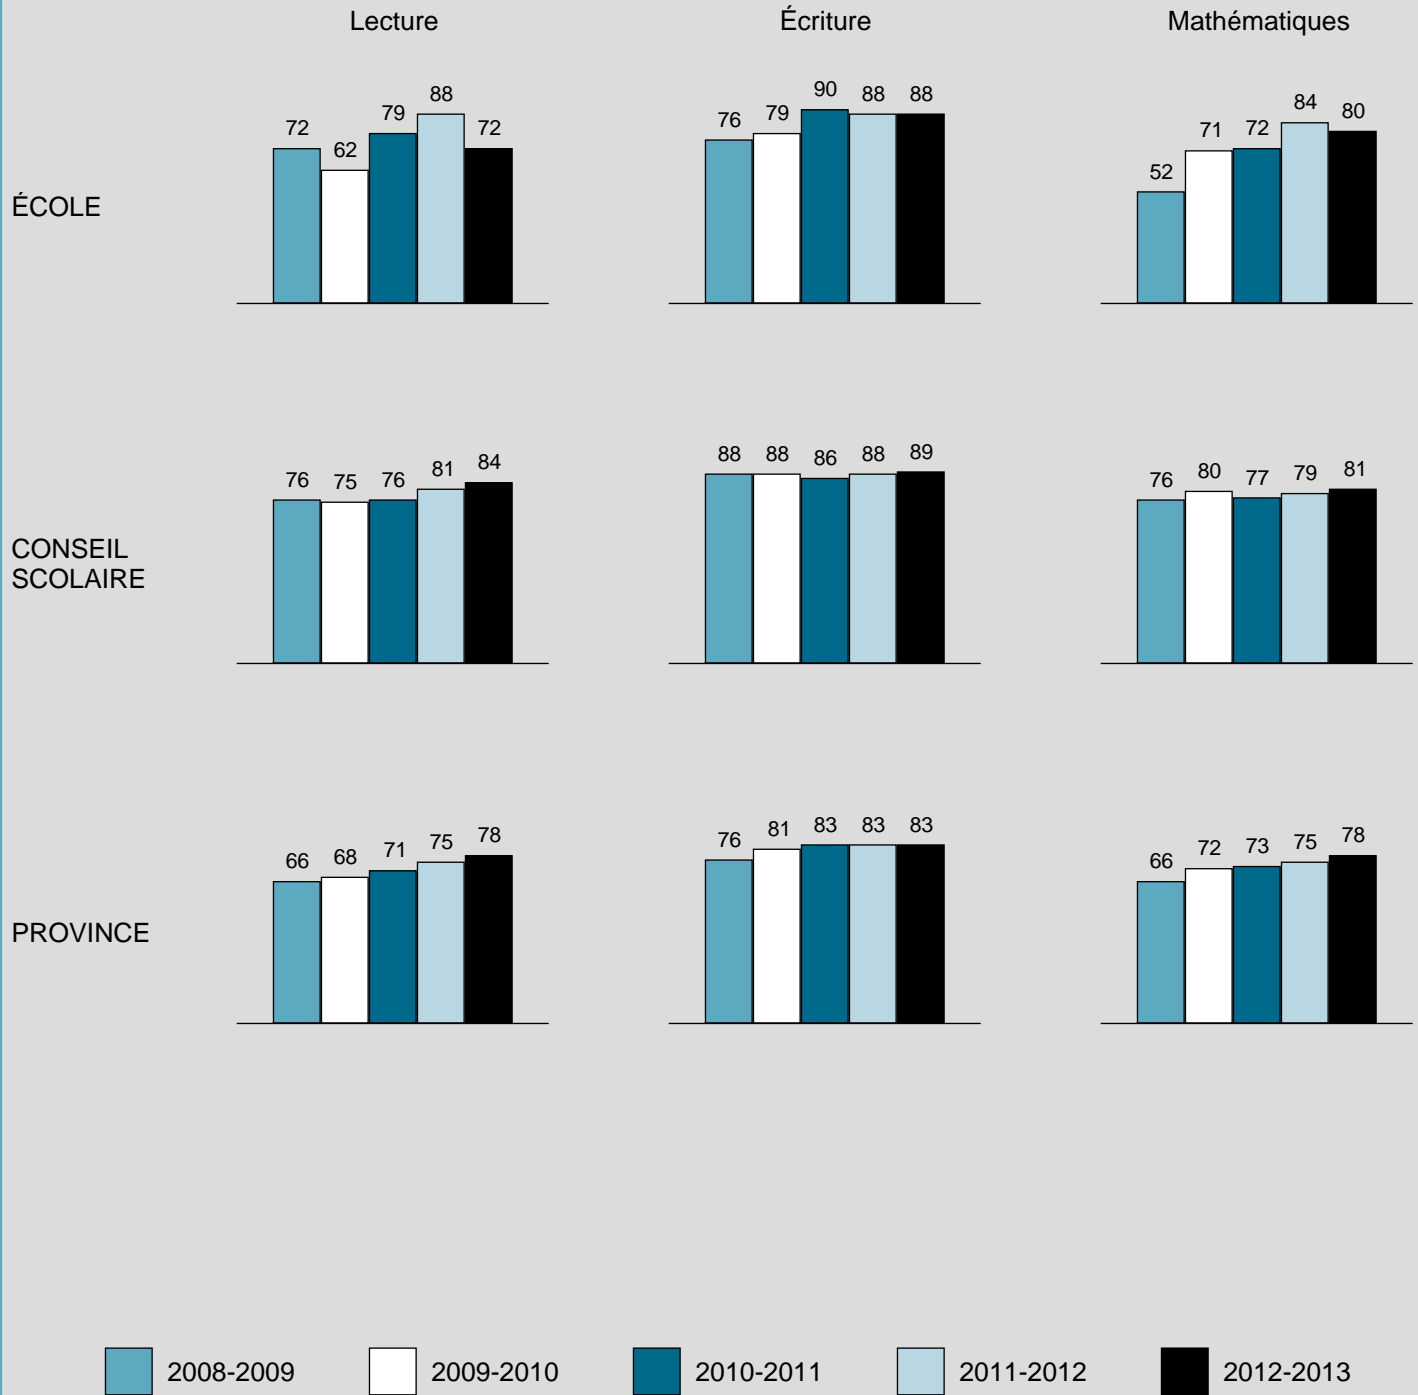 Lecture Écriture Mathématiques
ÉCOLE
72 62 79 88 72
76 79 90 88 88
52 71 72 84 80
CONSEIL
SCOLAIRE
76 75 76 81 84
88 88 86 88 89
76 80 77 79 81
PROVINCE
66 68 71 75 78
76 81 83 83 83
66 72 73 75 78
2008-2009 2009-2010 2010-2011 2011-2012 2012-2013